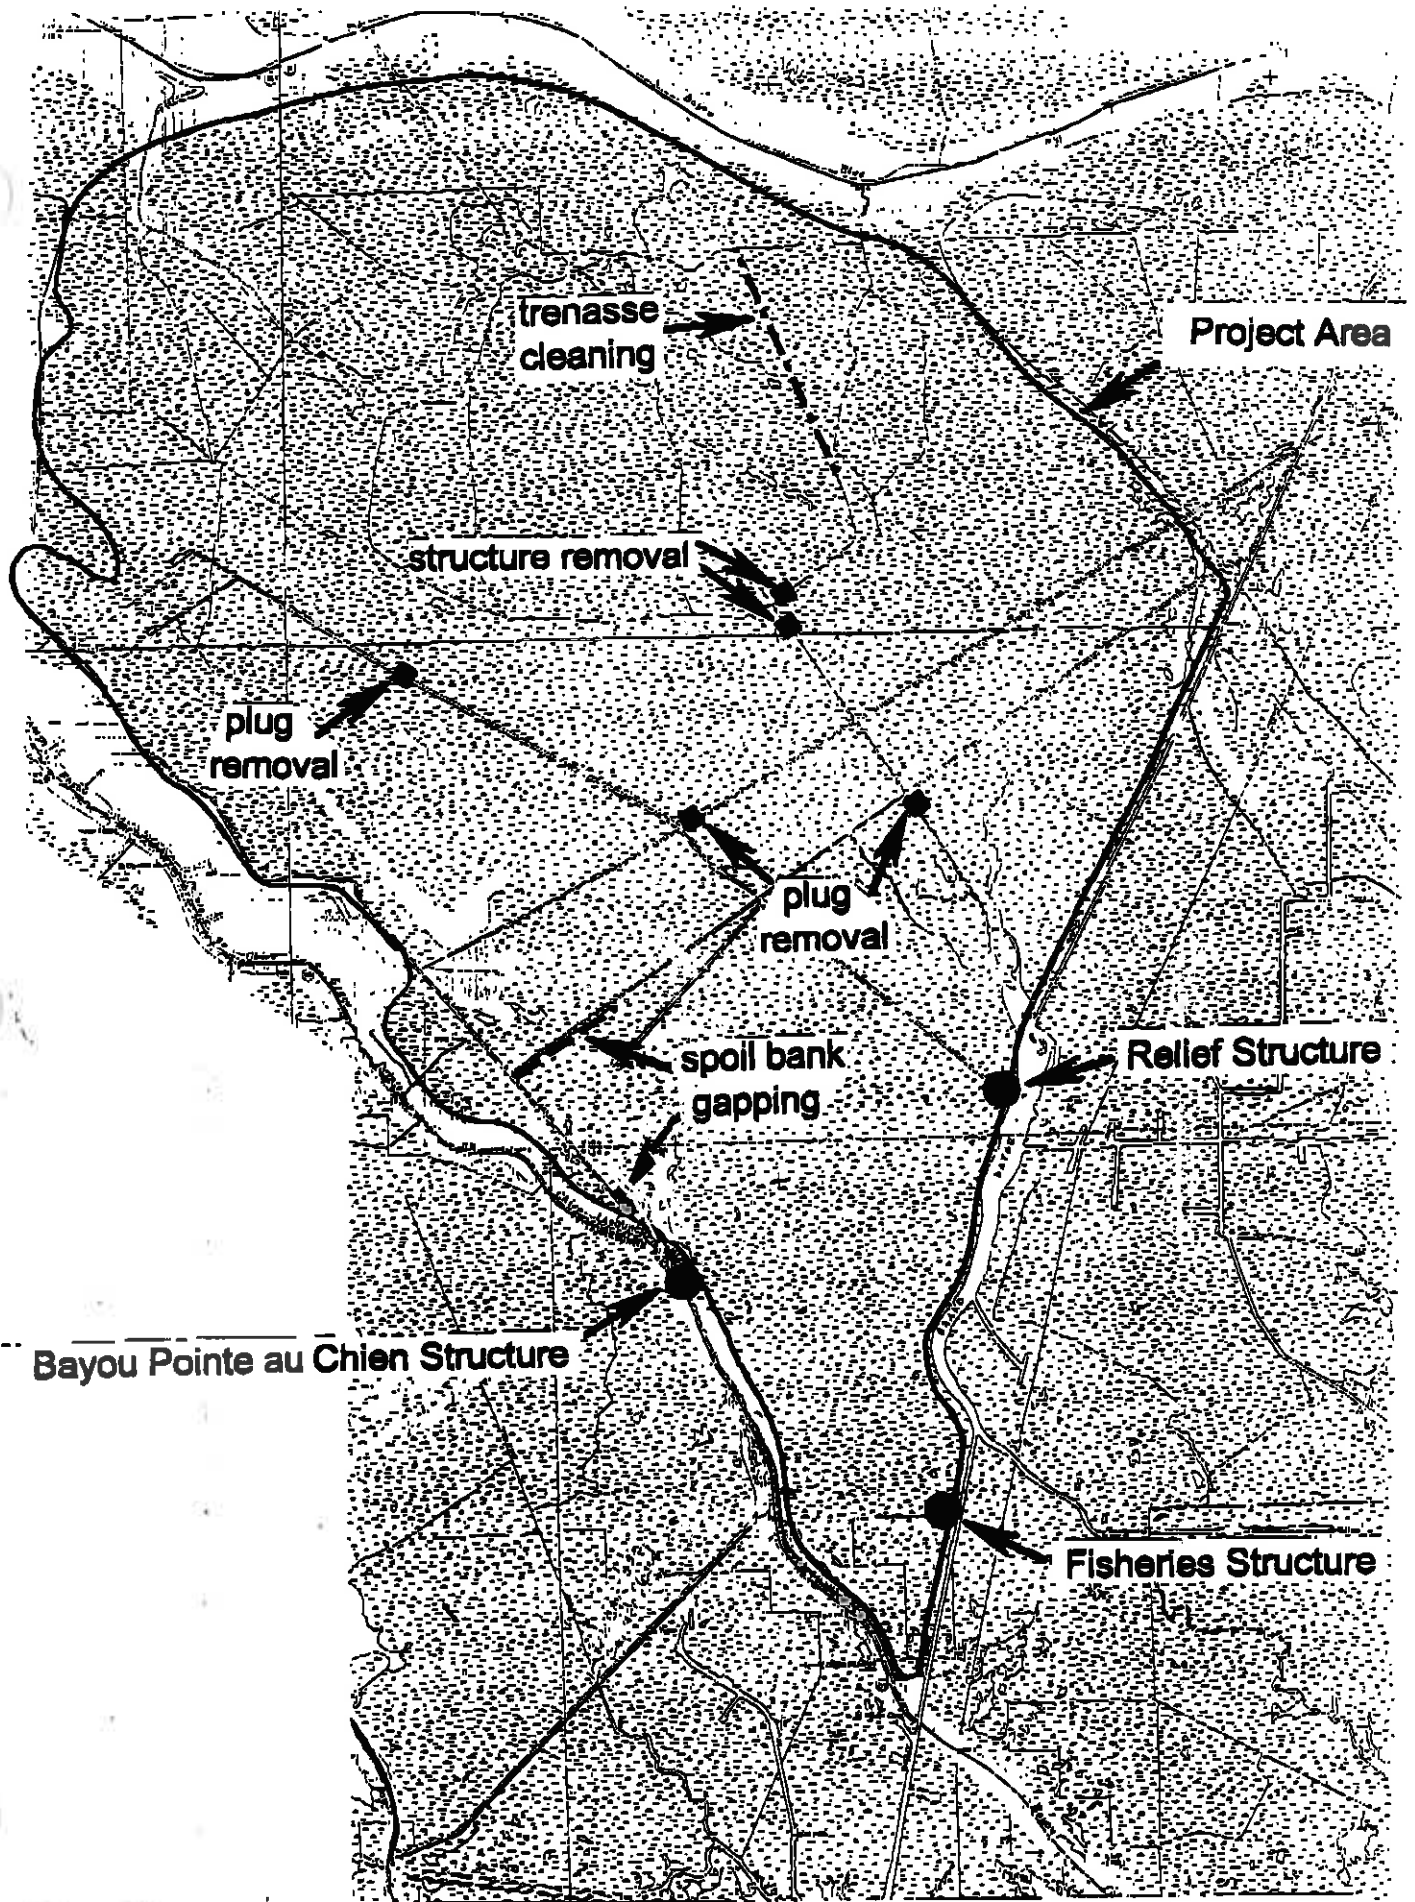 trenasse
cleaning
Project Area
structure removal
plug
removal
plug
removal
spoil bank
gapping
Relief Structure
Bayou Pointe au Chien Structure
Fisheries Structure